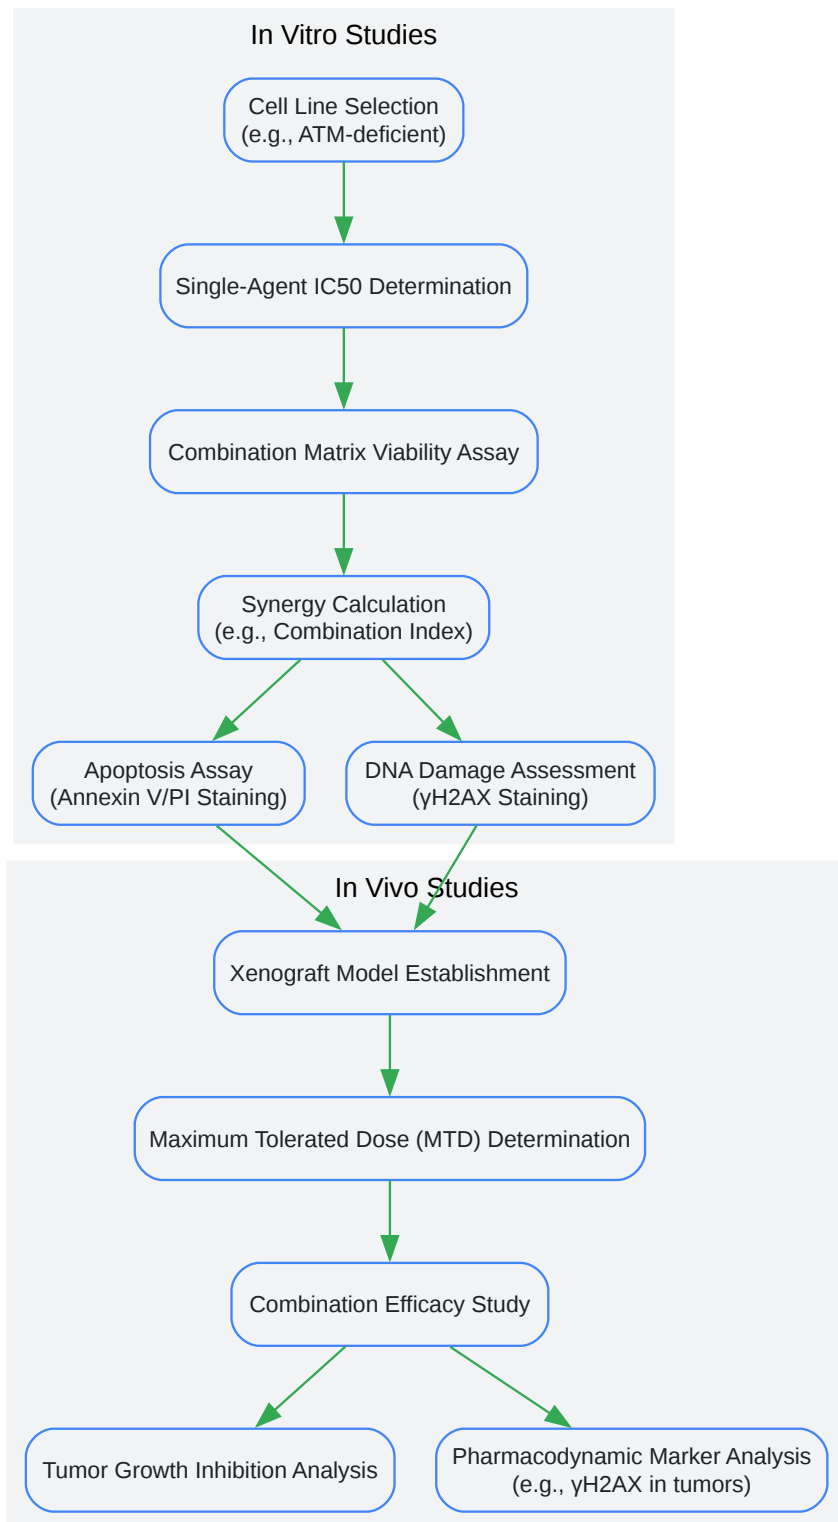 In Vitro Studies
Cell Line Selection
(e.g., ATM-deficient)
Single-Agent IC50 Determination
Combination Matrix Viability Assay
Synergy Calculation
(e.g., Combination Index)
Apoptosis Assay
(Annexin V/PI Staining)
DNA Damage Assessment
(γH2AX Staining)
In Vivo Studies
Xenograft Model Establishment
Maximum Tolerated Dose (MTD) Determination
Combination Efficacy Study
Tumor Growth Inhibition Analysis
Pharmacodynamic Marker Analysis
(e.g., γH2AX in tumors)